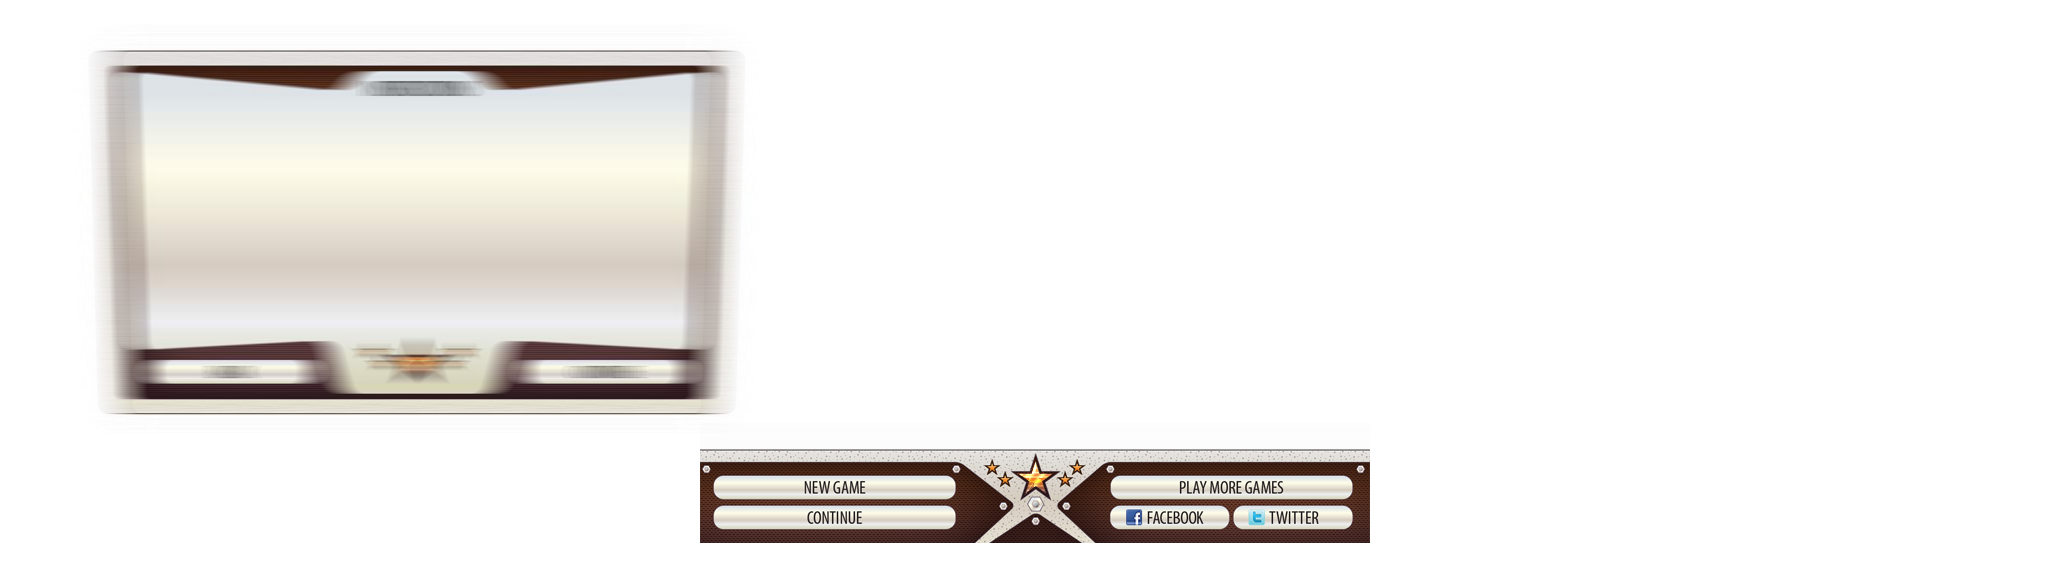 NEW GAME
PLAY MORE GAMES
CONTINUE
FACEBOOK
TWITTER